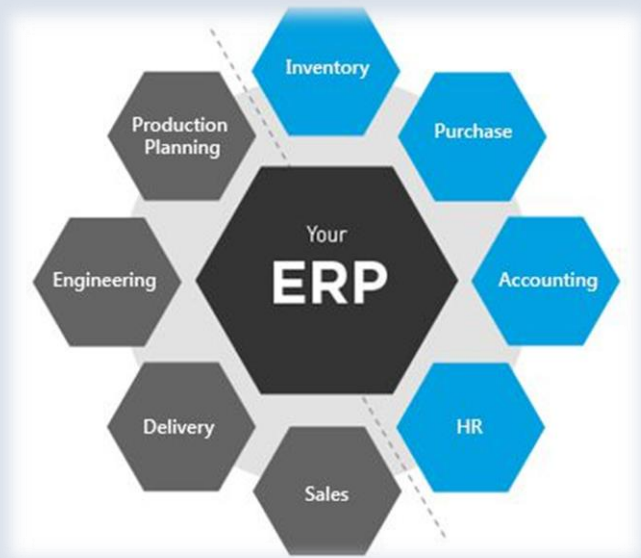 Inventory
Purchase
Accounting
HR
Sales
Delivery
Engineering
Production
Planning
Your
ERP